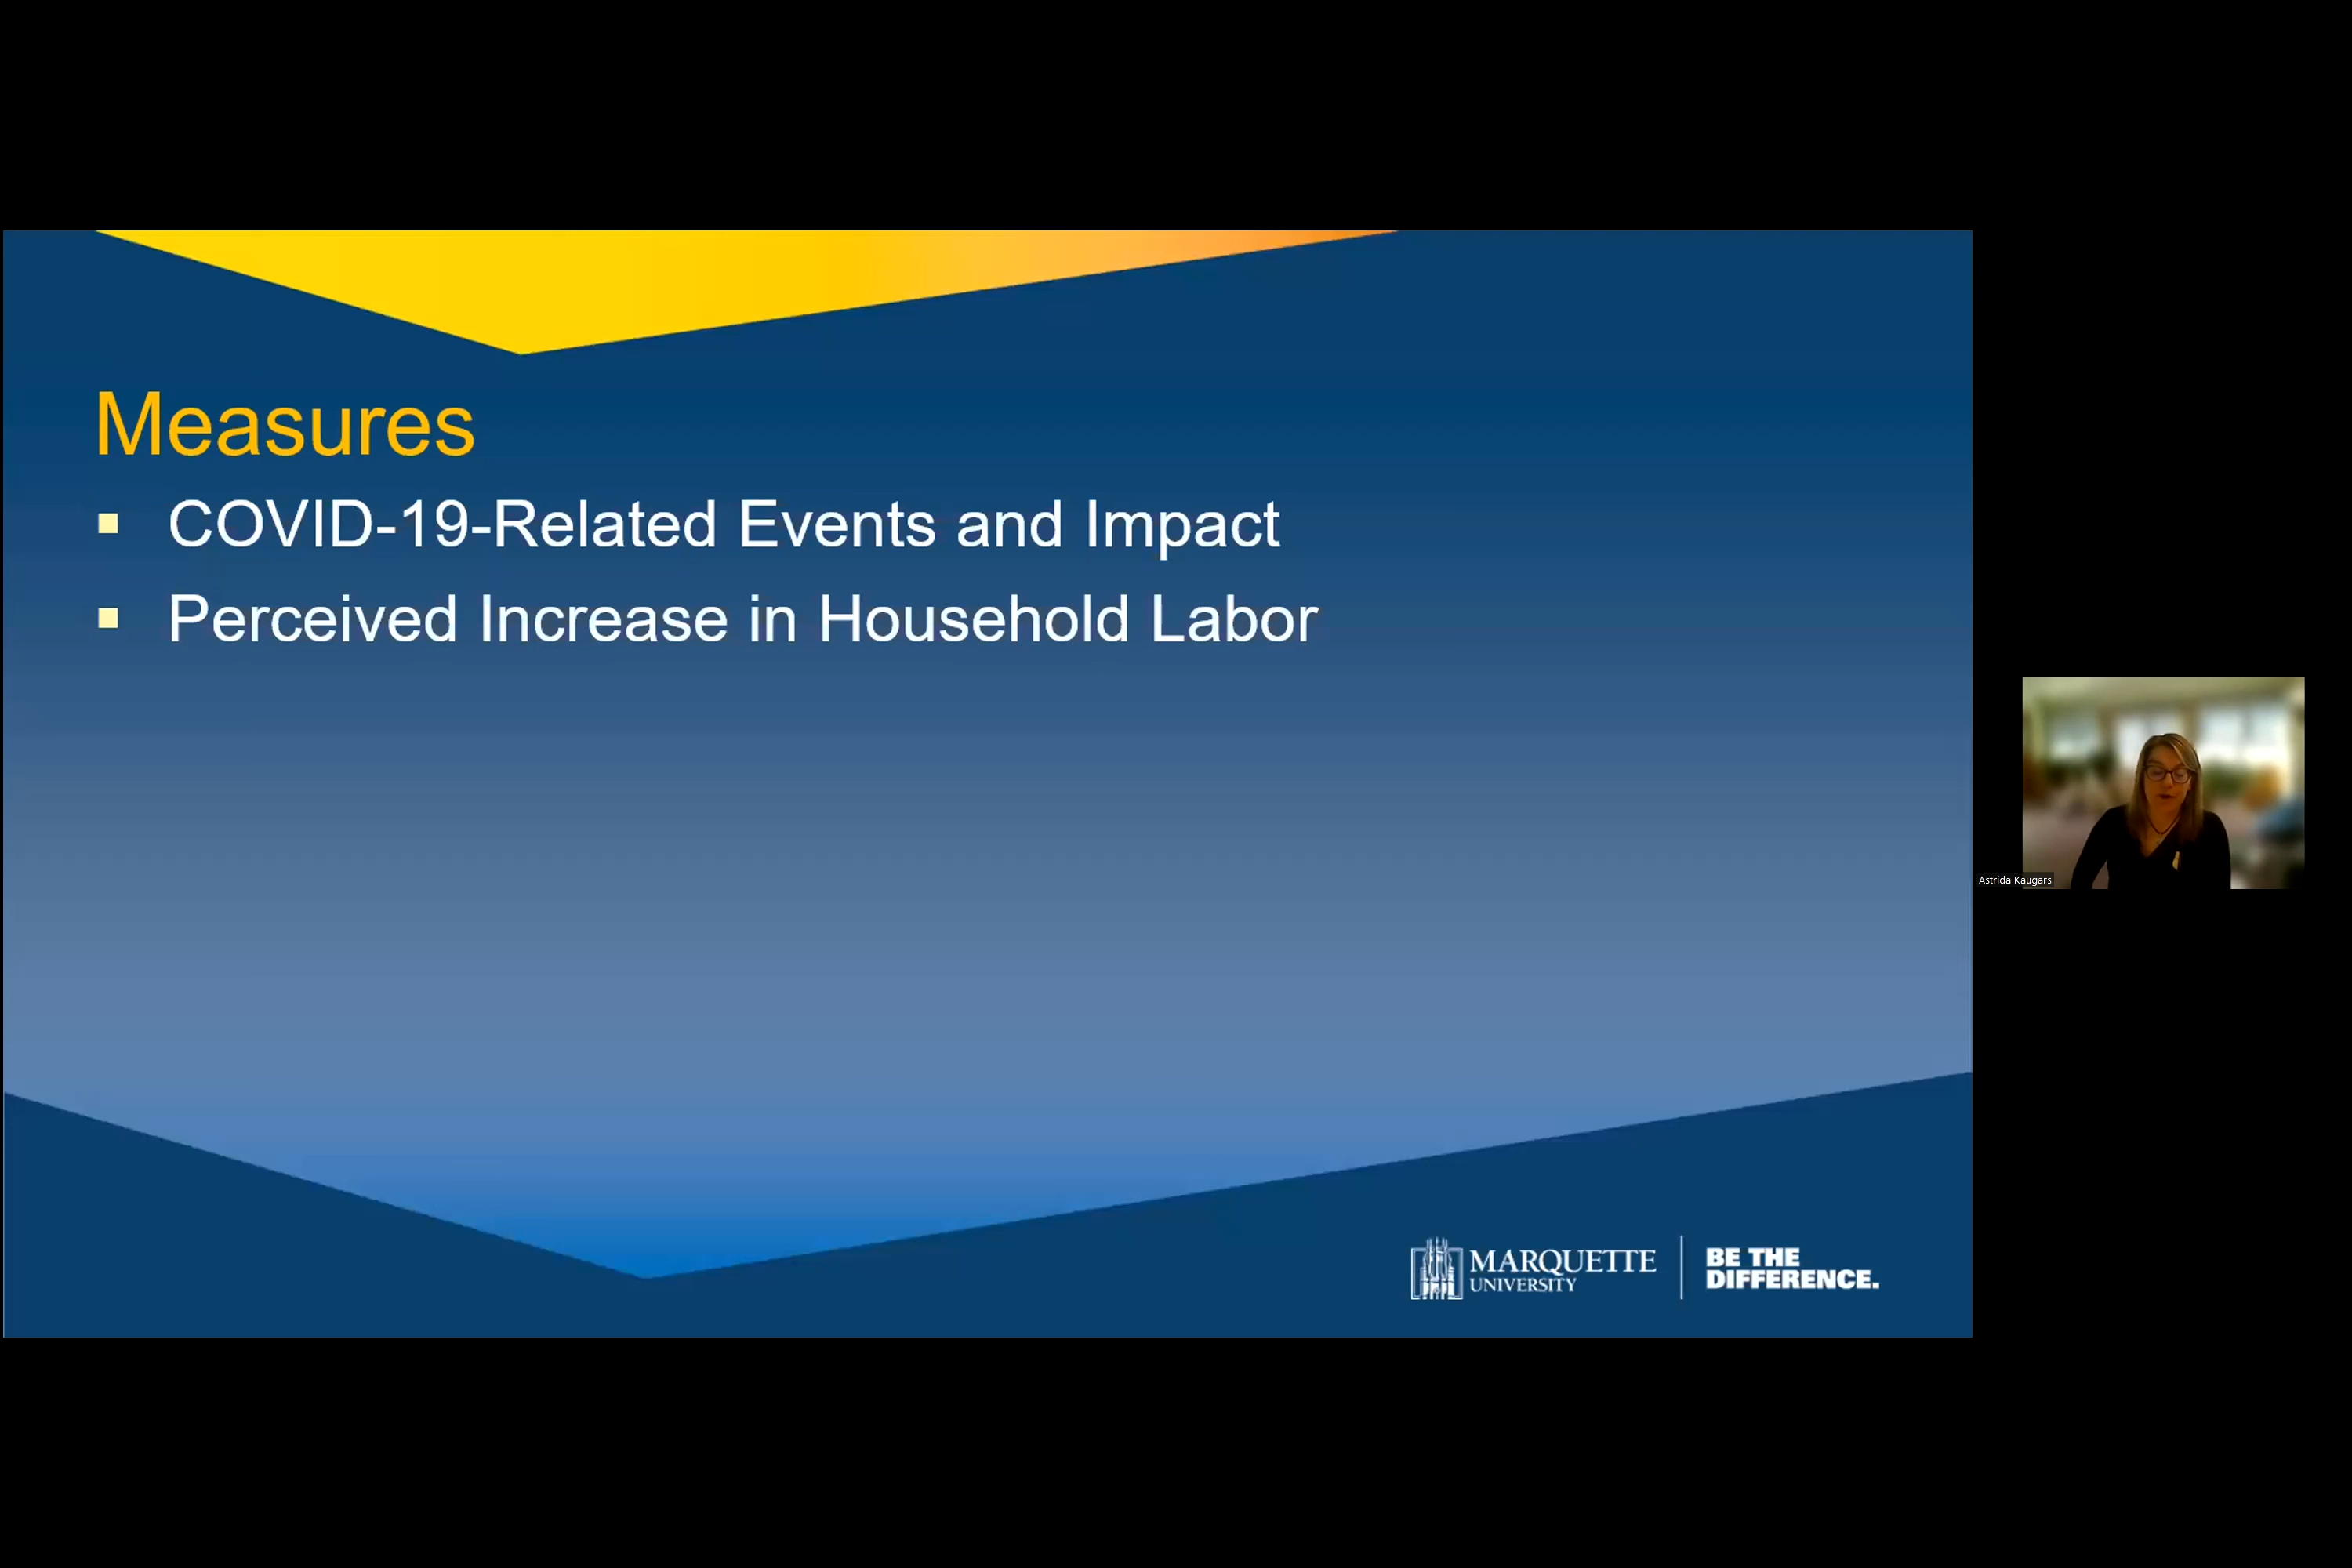 Measures
COVID-19-Related Events and Impact
Perceived Increase in Household Labor
Astrida Kaugars
MARQUETTE
UNIVERSITY
BE THE
DIFFERENCE.